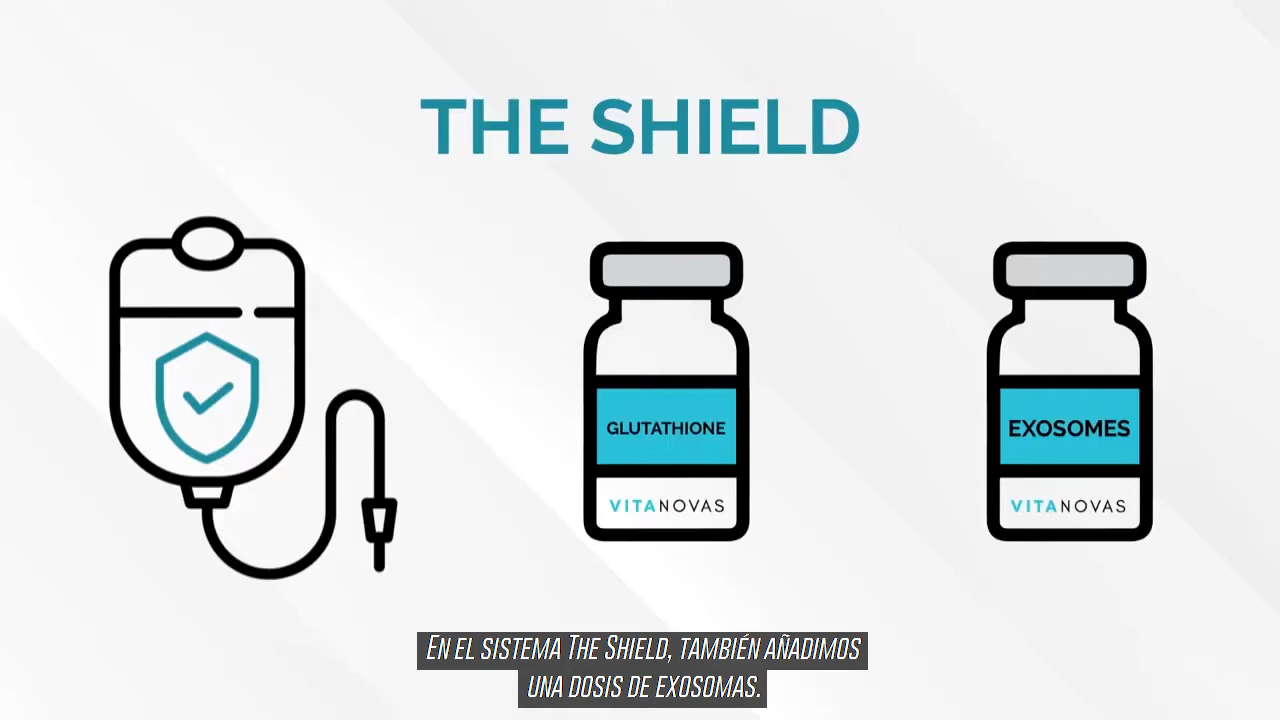 THE SHIELD
GLUTATHIONE
VITANOVAS
EXOSOMES
VITANOVAS
EN EL SISTEMA THE SHIELD, TAMBIÉN AÑADIMOS
UNA DOSIS DE EXOSOMAS.